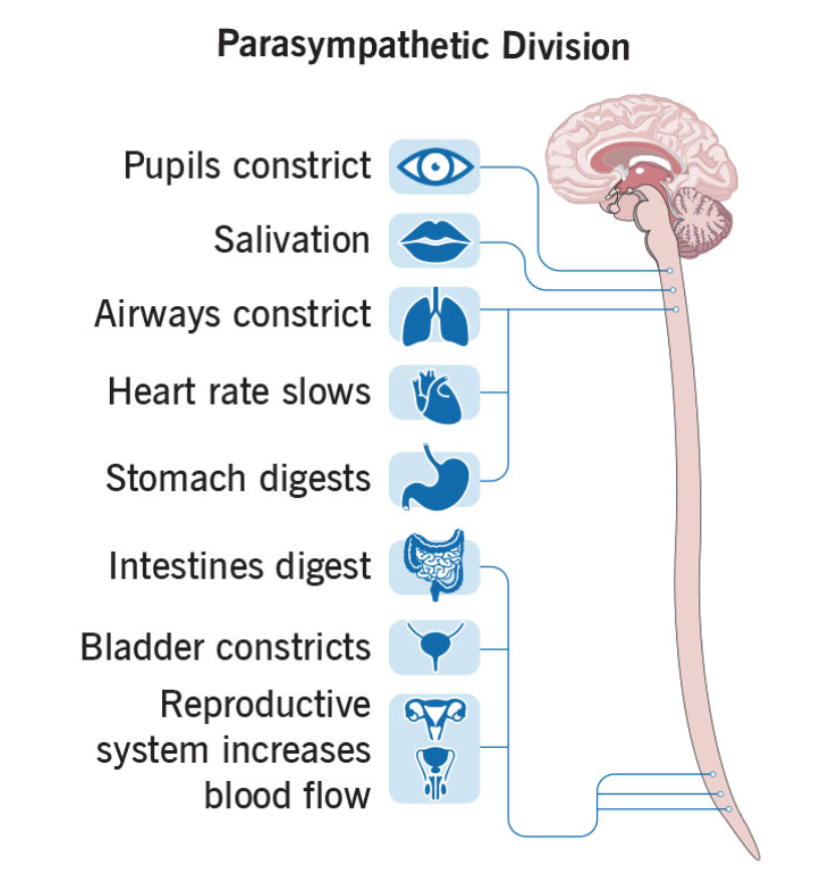 Parasympathetic Division
Pupils constrict
Salivation
Airways constrict
Heart rate slows
Stomach digests
Intestines digest
Bladder constricts
Reproductive
system increases
blood flow